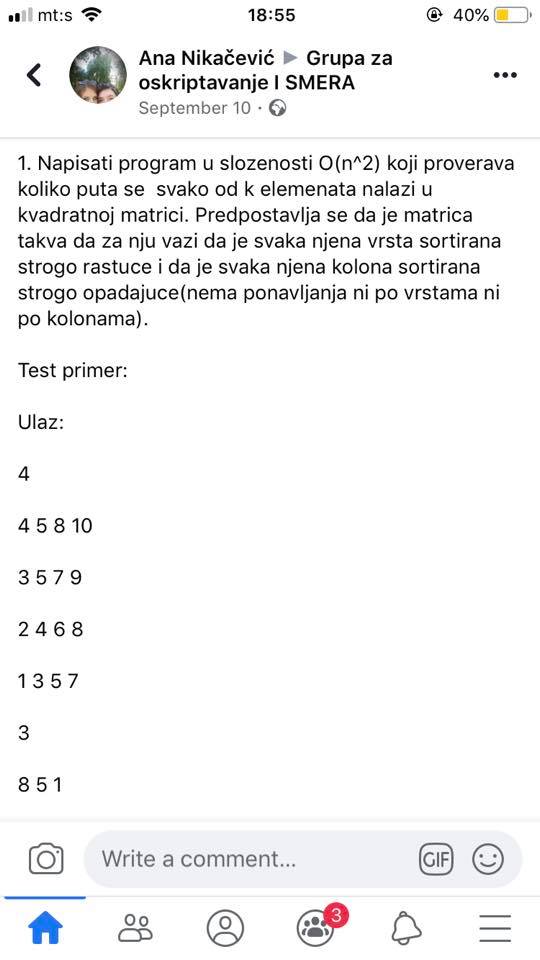 mt:s 18:55 40%
Ana Nikačević ▶ Grupa za
oskriptavanje I SMERA
September 10 ·
1. Napisati program u slozenosti O(n^2) koji proverava
koliko puta se  svako od k elemenata nalazi u
kvadratnoj matrici. Predpostavlja se da je matrica
takva da za nju vazi da je svaka njena vrsta sortirana
strogo rastuce i da je svaka njena kolona sortirana
strogo opadajuce(nema ponavljanja ni po vrstama ni
po kolonama).
Test primer:
Ulaz:
4
4 5 8 10
3 5 7 9
2 4 6 8
1 3 5 7
3
8 5 1
Write a comment...
GIF
3